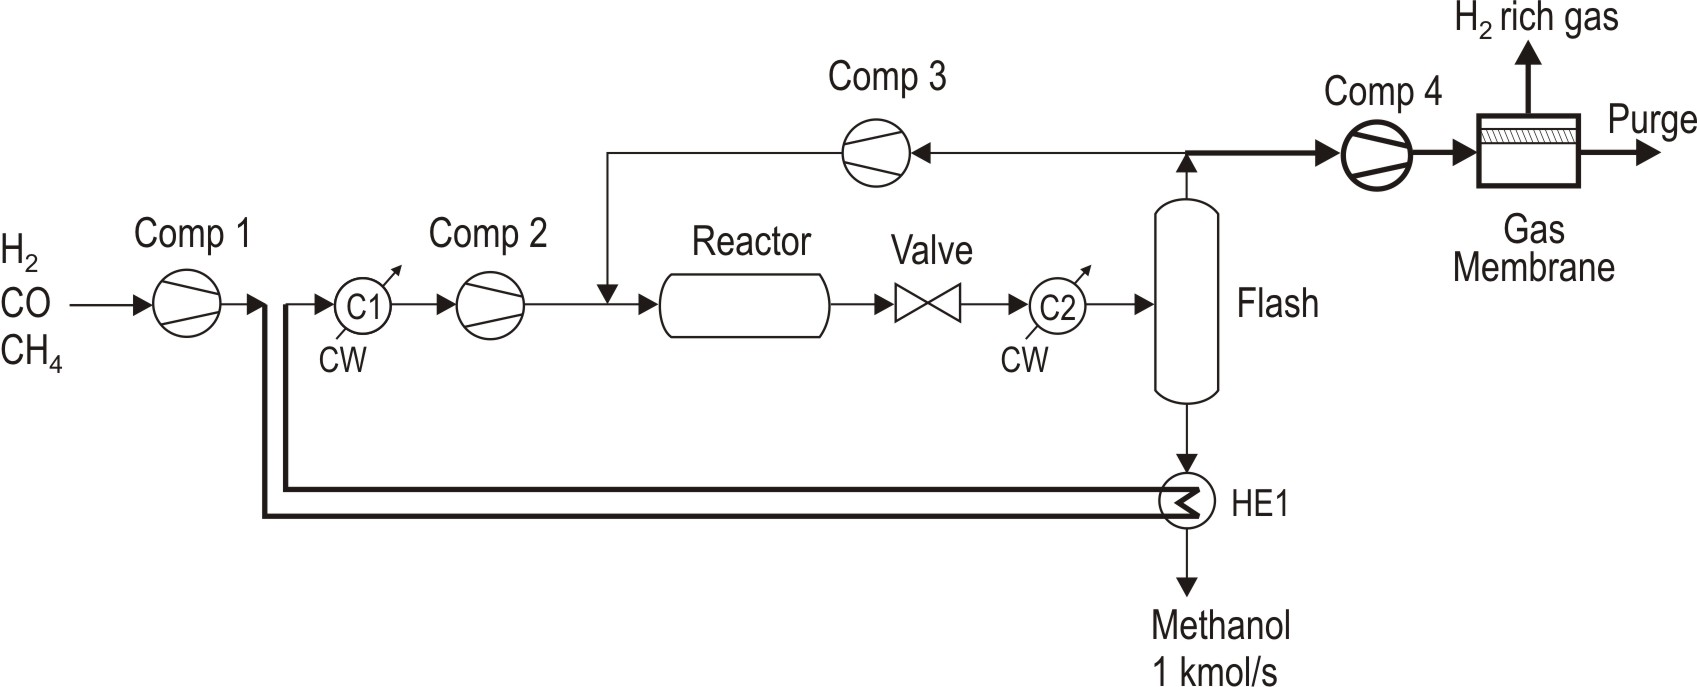 H₂ rich gas
Comp 3
Comp 4
Purge
Comp 1
Comp 2
Reactor
Valve
Gas
Membrane
H₂
CO
CH₄
C1
CW
C2
CW
Flash
HE1
Methanol
1 kmol/s